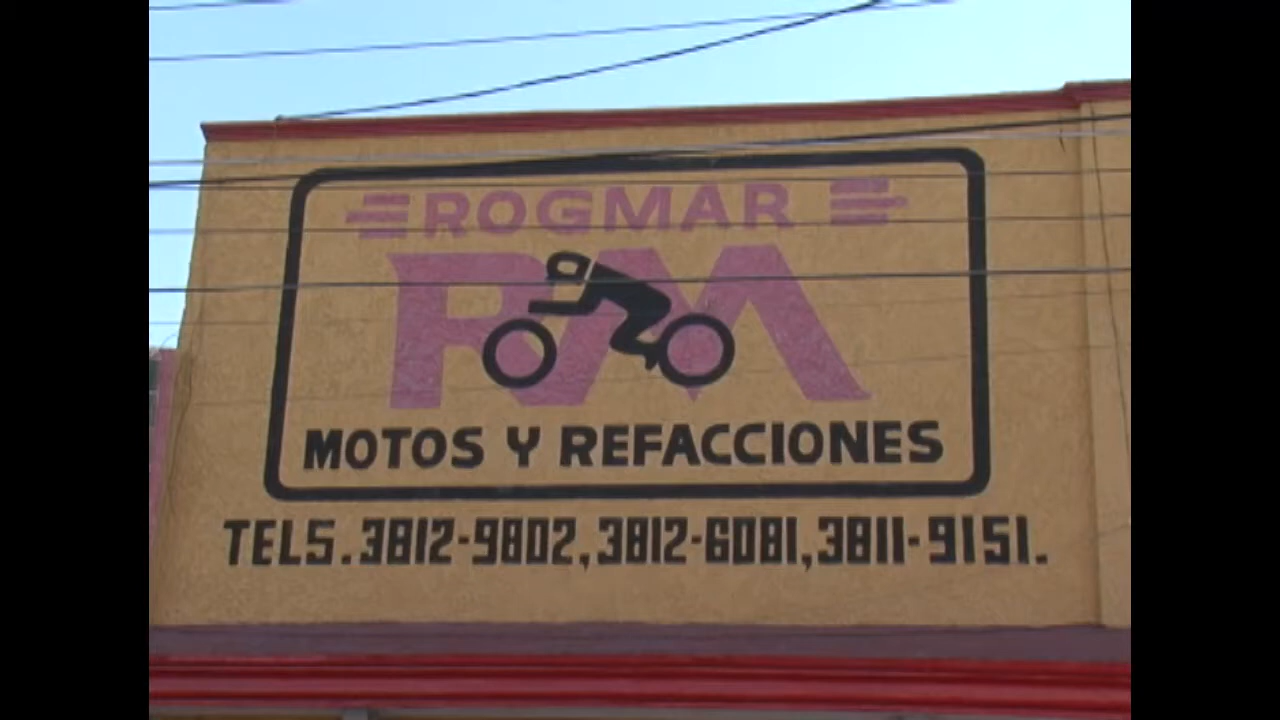 ROGMAR
RM
MOTOS Y REFACCIONES
TELS.3812-9802,3812-6081,3811-9151.